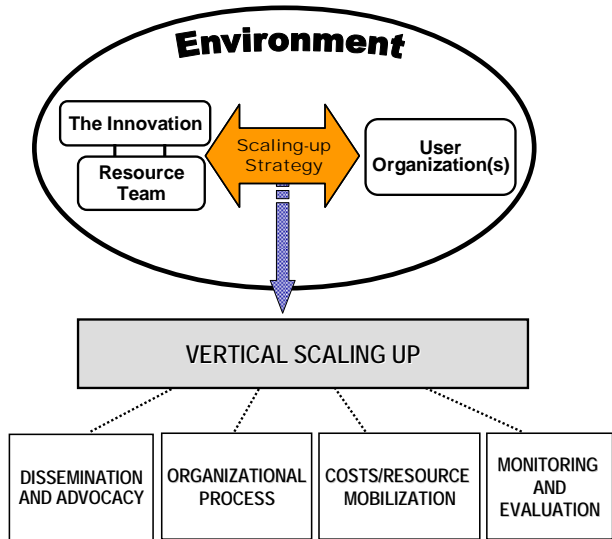 Environment
The Innovation
Resource
Team
Scaling-up
Strategy
User
Organization(s)
VERTICAL SCALING UP
DISSEMINATION
AND ADVOCACY
ORGANIZATIONAL
PROCESS
COSTS/RESOURCE
MOBILIZATION
MONITORING
AND
EVALUATION